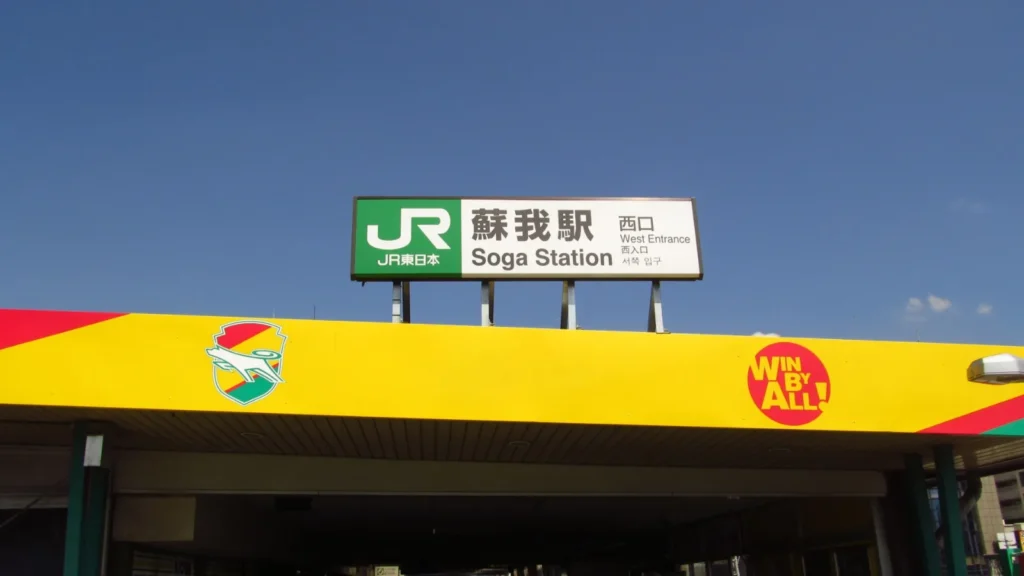 JR
JR東日本
蘇我駅
Soga Station
西口
West Entrance
西入口
서쪽 입구
WIN
BY
ALL!